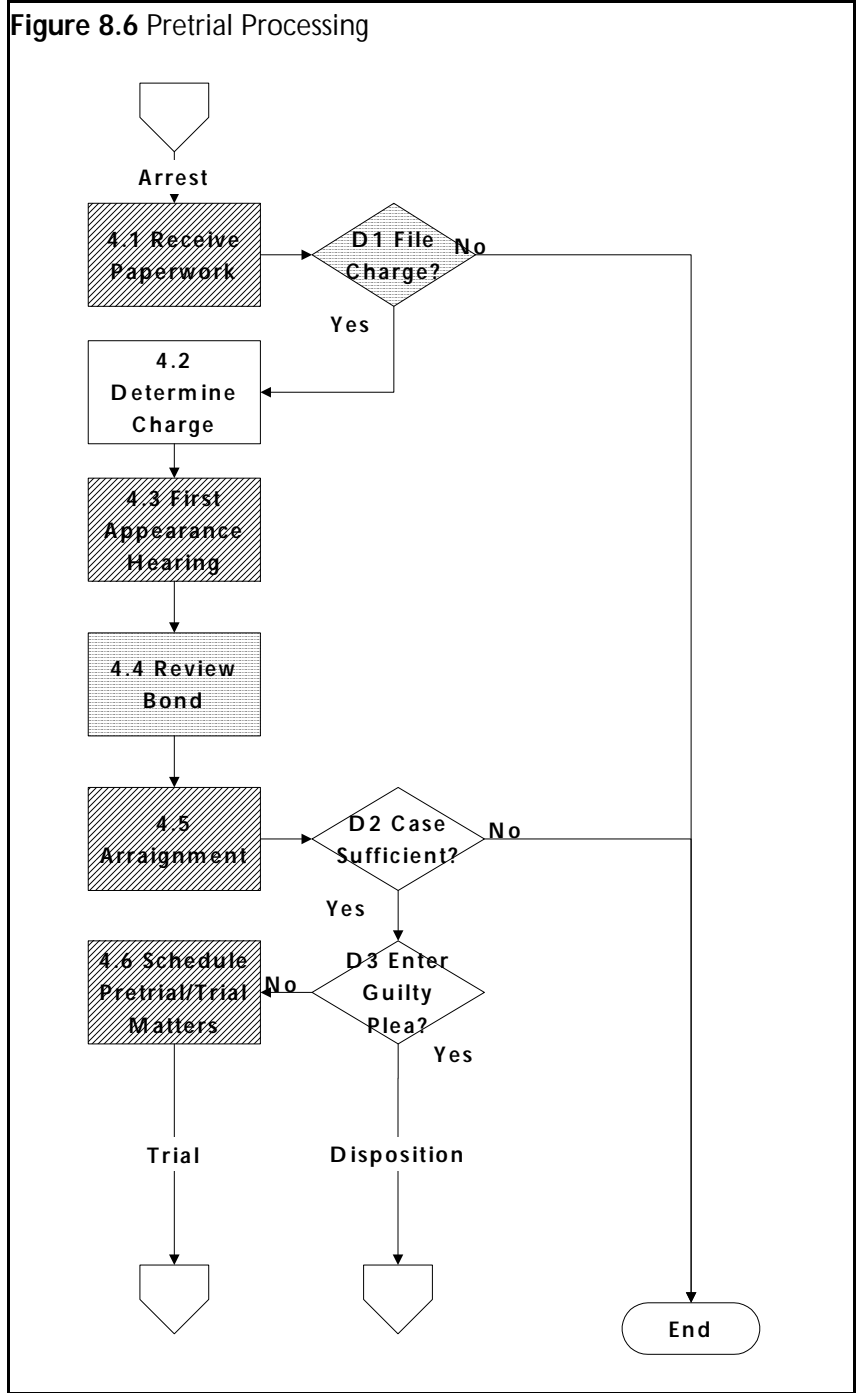 Figure 8.6 Pretrial Processing
Arrest
4.1 Receive
Paperwork
D1 File
Charge?
No
Yes
4.2
Determine
Charge
4.3 First
Appearance
Hearing
4.4 Review
Bond
4.5
Arraignment
D2 Case
Sufficient?
No
Yes
4.6 Schedule
Pretrial/Trial
Matters
No
D3 Enter
Guilty
Plea?
Yes
Trial
Disposition
End